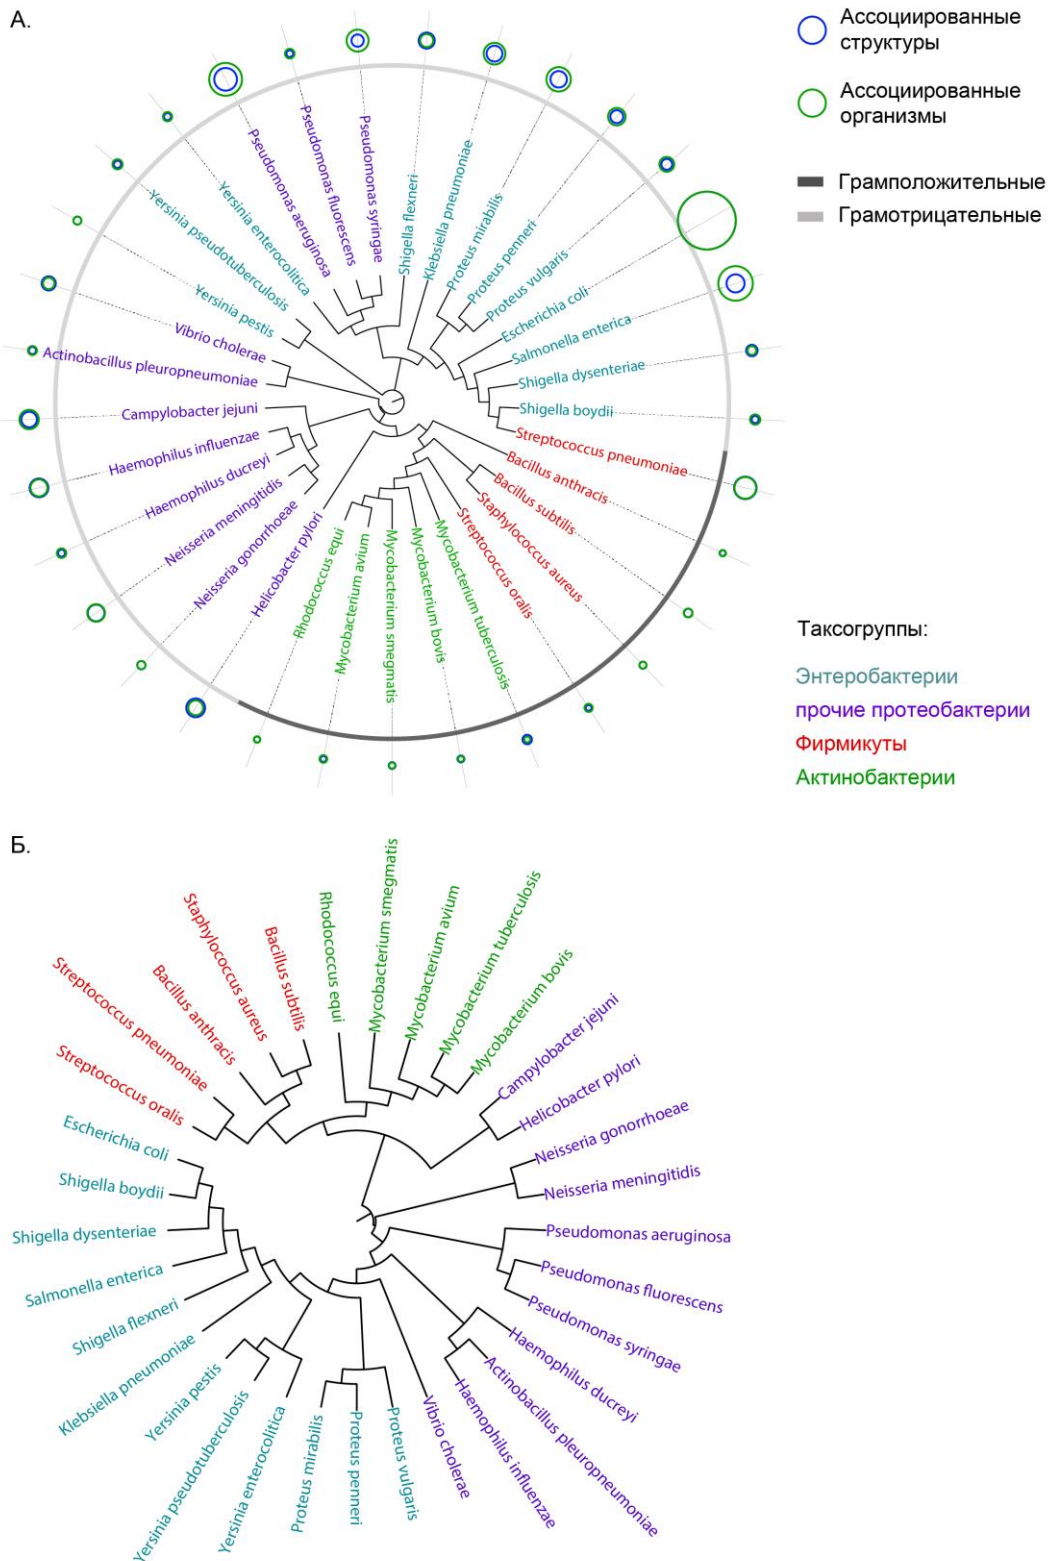 А.
Ассоциированные
структуры
Ассоциированные
организмы
Грамположительные
Грамотрицательные
Pseudomonas aeruginosa
Pseudomonas fluorescens
Pseudomonas syringae
Shigella flexneri
Klebsiella pneumoniae
Proteus mirabilis
Proteus penneri
Proteus vulgaris
Escherichia coli
Salmonella enterica
Shigella dysenteriae
Shigella boydii
Streptococcus pneumoniae
Bacillus anthracis
Bacillus subtilis
Staphylococcus aureus
Streptococcus oralis
Mycobacterium tuberculosis
Mycobacterium bovis
Mycobacterium smegmatis
Mycobacterium avium
Rhodococcus equi
Helicobacter pylori
Neisseria gonorrhoeae
Neisseria meningitidis
Haemophilus ducreyi
Haemophilus influenzae
Campylobacter jejuni
Actinobacillus pleuropneumoniae
Vibrio cholerae
Yersinia pestis
Yersinia pseudotuberculosis
Yersinia enterocolitica
Таксогруппы:
Энтеробактерии
прочие протеобактерии
Фирмикуты
Актинобактерии
Б.
Streptococcus oralis
Streptococcus pneumoniae
Bacillus anthracis
Staphylococcus aureus
Bacillus subtilis
Rhodococcus equi
Mycobacterium smegmatis
Mycobacterium avium
Mycobacterium tuberculosis
Mycobacterium bovis
Campylobacter jejuni
Helicobacter pylori
Neisseria gonorrhoeae
Neisseria meningitidis
Pseudomonas aeruginosa
Pseudomonas fluorescens
Pseudomonas syringae
Haemophilus ducreyi
Actinobacillus pleuropneumoniae
Haemophilus influenzae
Vibrio cholerae
Proteus vulgaris
Proteus penneri
Proteus mirabilis
Yersinia enterocolitica
Yersinia pseudotuberculosis
Yersinia pestis
Klebsiella pneumoniae
Shigella flexneri
Salmonella enterica
Shigella dysenteriae
Shigella boydii
Escherichia coli